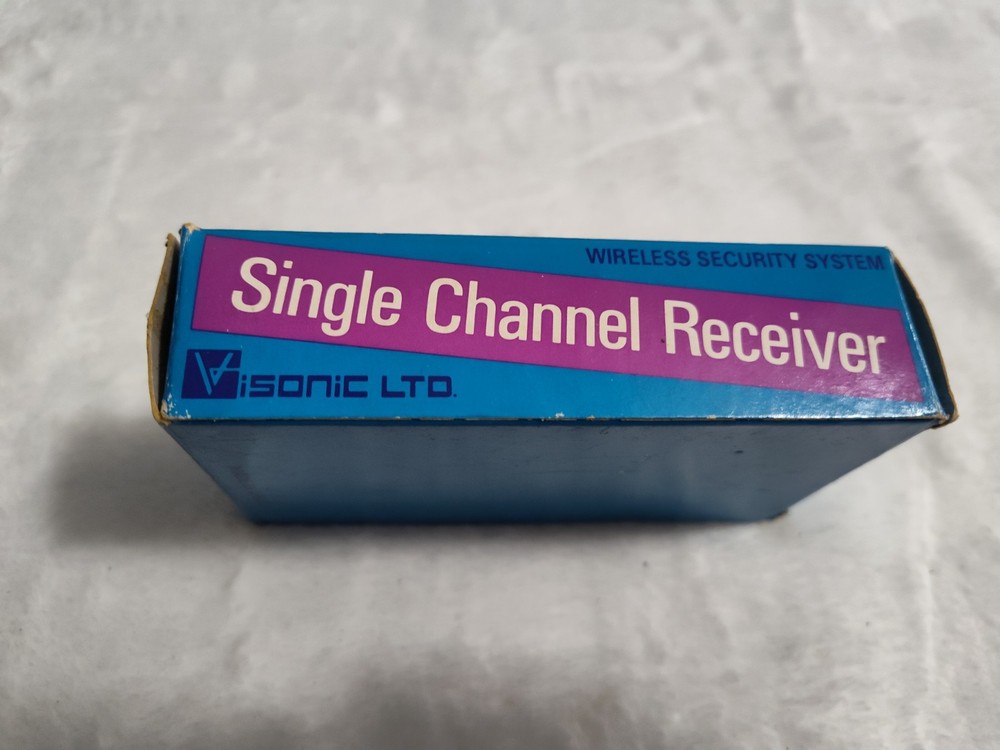 WIRELESS SECURITY SYSTEM
Single Channel Receiver
Visonic LTD.